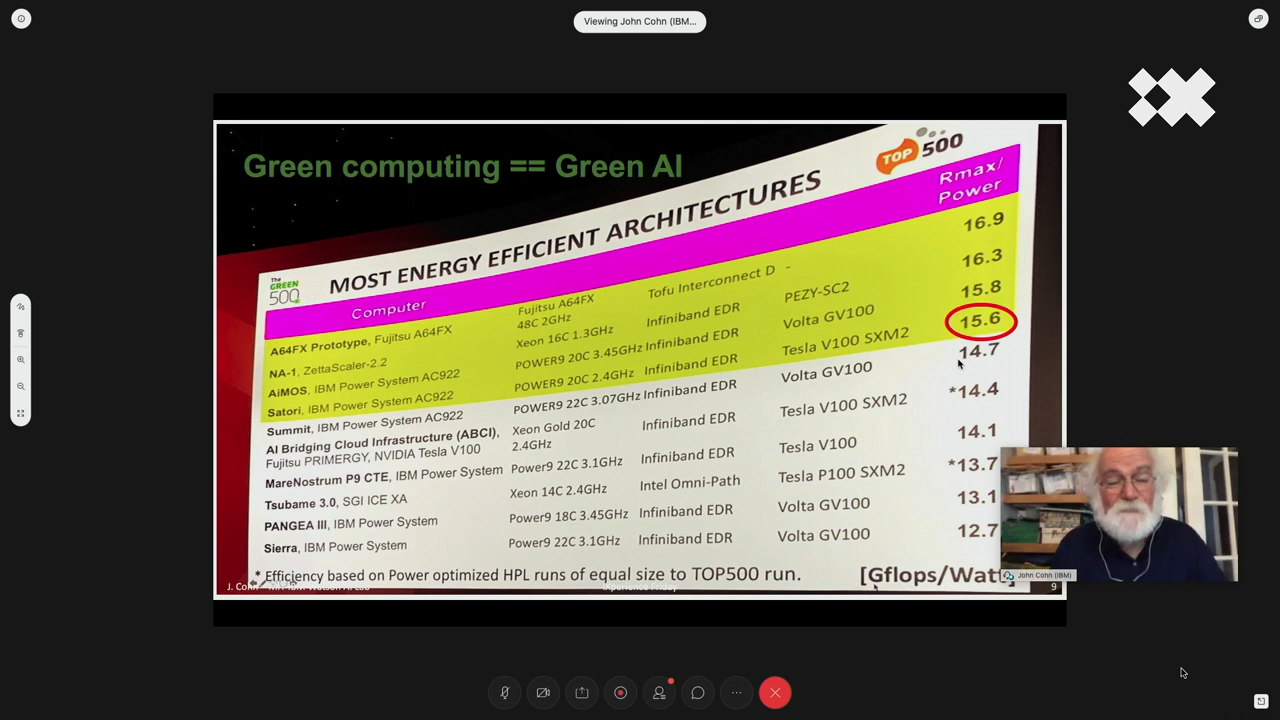 Viewing John Cohn (IBM...
Green computing == Green AI
TOP 500
The
GREEN
500
MOST ENERGY EFFICIENT ARCHITECTURES
Computer
Rmax/
Power
A64FX Prototype, Fujitsu A64FX Fujitsu A64FX 48C 2GHz Tofu Interconnect D - 16.9
NA-1, ZettaScaler-2.2 Xeon 16C 1.3GHz Infiniband EDR PEZY-SC2 16.3
AiMOS, IBM Power System AC922 POWER9 20C 3.45GHz Infiniband EDR Volta GV100 15.8
Satori, IBM Power System AC922 POWER9 20C 2.4GHz Infiniband EDR Tesla V100 SXM2 15.6
Summit, IBM Power System AC922 POWER9 22C 3.07GHz Infiniband EDR Volta GV100 14.7
AI Bridging Cloud Infrastructure (ABCI), Xeon Gold 20C Infiniband EDR Tesla V100 SXM2 *14.4
Fujitsu PRIMERGY, NVIDIA Tesla V100 2.4GHz
MareNostrum P9 CTE, IBM Power System Power9 22C 3.1GHz Infiniband EDR Tesla V100 14.1
Tsubame 3.0, SGI ICE XA Xeon 14C 2.4GHz Intel Omni-Path Tesla P100 SXM2 *13.7
PANGEA III, IBM Power System Power9 18C 3.45GHz Infiniband EDR Volta GV100 13.1
Sierra, IBM Power System Power9 22C 3.1GHz Infiniband EDR Volta GV100 12.7
* Efficiency based on Power optimized HPL runs of equal size to TOP500 run. [Gflops/Watt]
9
John Cohn (IBM)